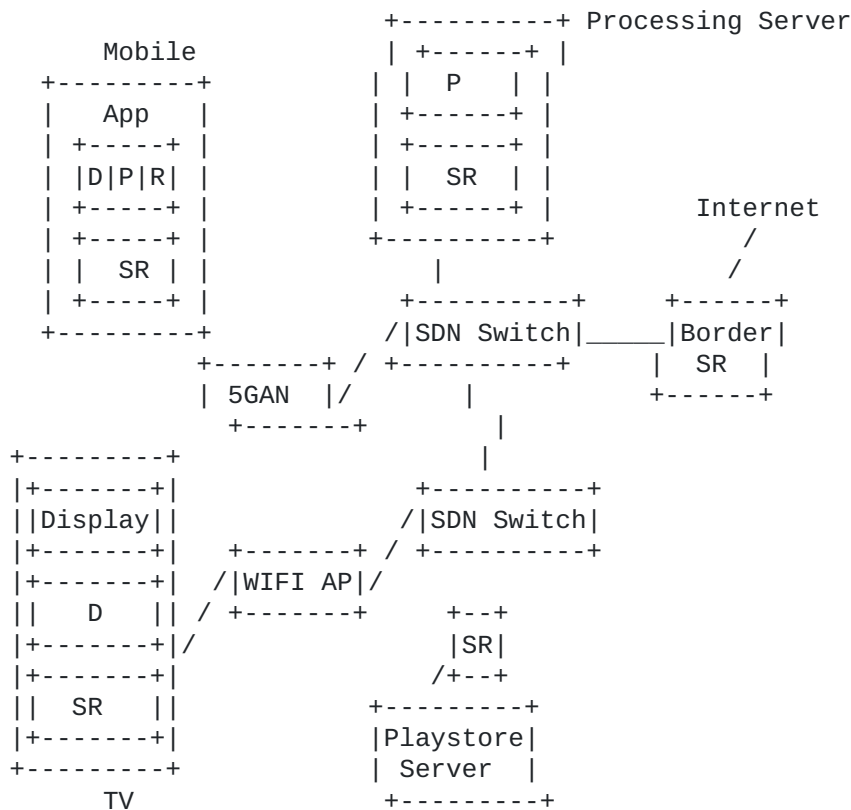 +----------+ Processing Server
Mobile | +------+ |
+---------+ | | P | |
| App | | +------+ |
| +-----+ | | +------+ |
| |D|P|R| | | | SR | |
| +-----+ | | +------+ | Internet
| +-----+ | +----------+ /
| | SR | | | /
| +-----+ | +----------+ +------+
+---------+ /|SDN Switch|_____|Border|
+-------+ / +----------+ | SR |
| 5GAN |/ | +------+
+-------+ |
+---------+ |
|+-------+| +----------+
||Display|| /|SDN Switch|
|+-------+| +-------+ / +----------+
|+-------+| /|WIFI AP|/
|| D || / +-------+ +--+
|+-------+|/ |SR|
|+-------+| /+--+
|| SR || +---------+
|+-------+| |Playstore|
+---------+ | Server |
TV +---------+